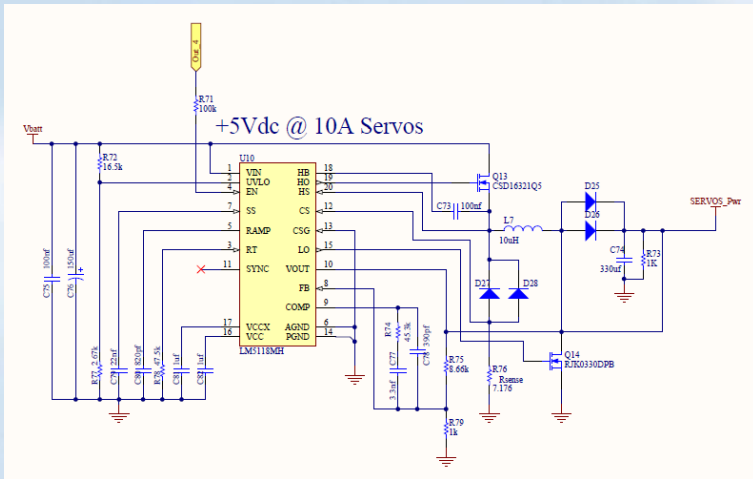 Out_4
R71
100k
+5Vdc @ 10A Servos
Vbatt
R72
16.5k
U10
1 VIN HB 18
2 UVLO HO 19
4 EN HS 20
7 SS CS 12
5 RAMP CSG 13
3 RT LO 15
11 SYNC VOUT 10
FB 8
COMP 9
17 VCCX AGND 6
16 VCC PGND 14
LM5118MH
Q13
CSD16321Q5
C73 100nf
L7
10uH
D25
D26
SERVOS_Pwr
C74
330uf
R73
1K
D27
D28
C75 100nf
C76 150uf
+
R77 2.67k
22nf
820pf
R78 47.5k
C81 1uf
C82 1uf
R74
45.3k
C77
3.3nf
C78 390pf
R75
8.66k
R79
1k
R76
Rsense
7.176
Q14
RJK0330DPB